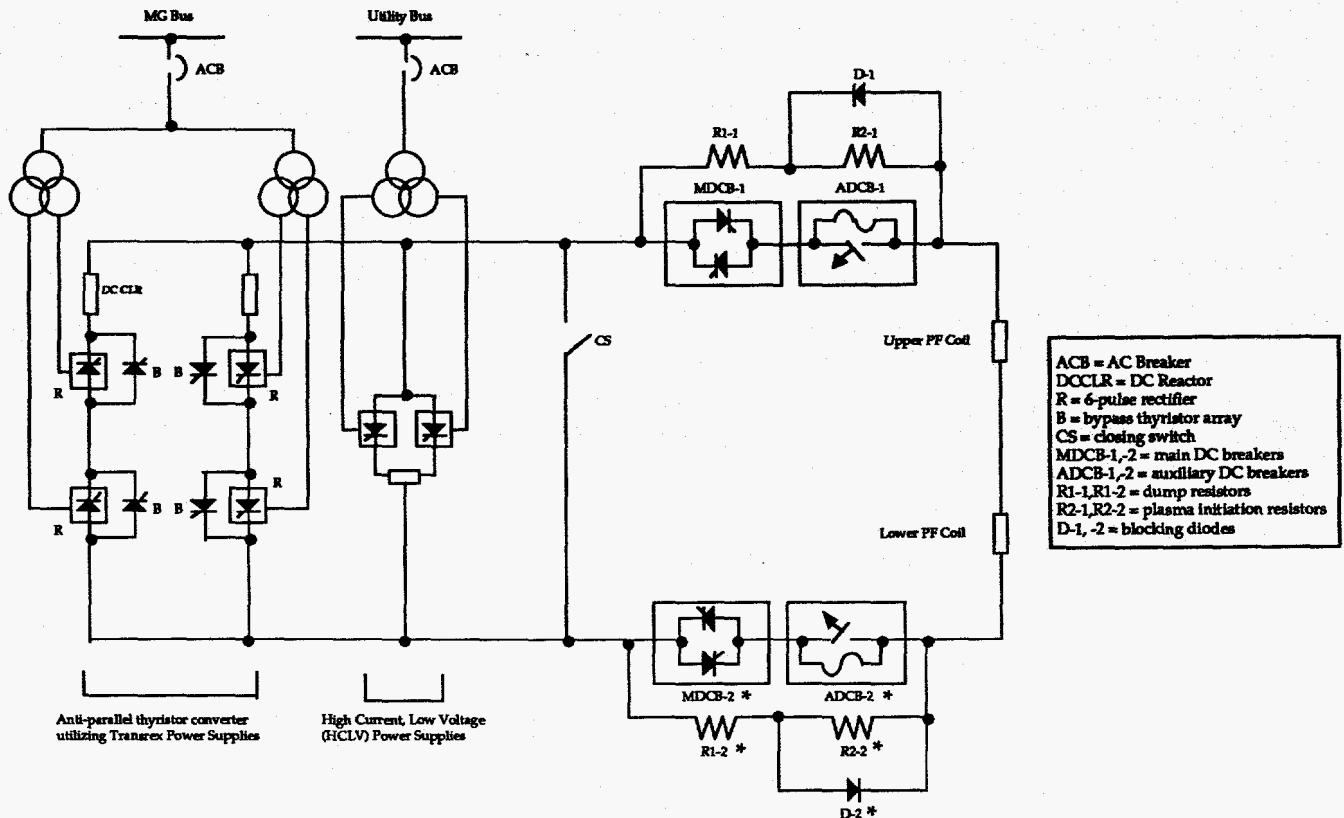 MG Bus
Utility Bus
ACB
ACB
D-1
R1-1
R2-1
MDCB-1
ADCB-1
DC CLR
CS
B
B
R
R
Upper PF Coil
ACB = AC Breaker
DCCLR = DC Reactor
R = 6-pulse rectifier
B = bypass thyristor array
CS = closing switch
MDCB-1,-2 = main DC breakers
ADCB-1,-2 = auxiliary DC breakers
R1-1,R1-2 = dump resistors
R2-1,R2-2 = plasma initiation resistors
D-1, -2 = blocking diodes
R
B
B
R
Lower PF Coil
MDCB-2 *
ADCB-2 *
R1-2 *
R2-2 *
D-2 *
Anti-parallel thyristor converter
utilizing Transrex Power Supplies
High Current, Low Voltage
(HCLV) Power Supplies